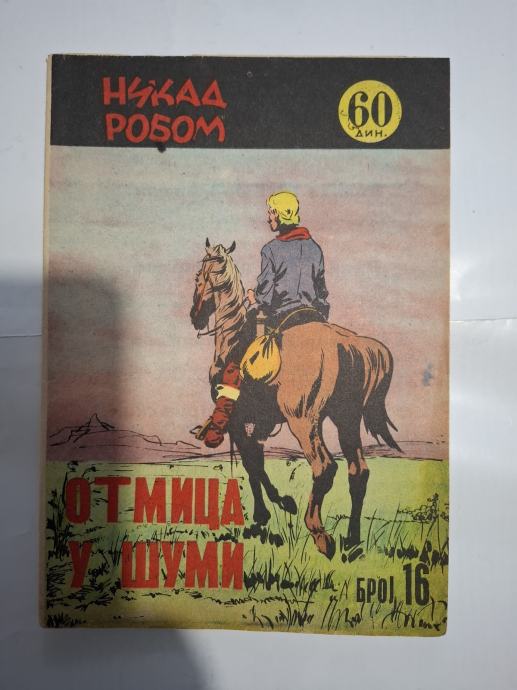 НИКАД
РОБОМ
60
ДИН.
ОТМИЦА
У ШУМИ
БРОЈ 16